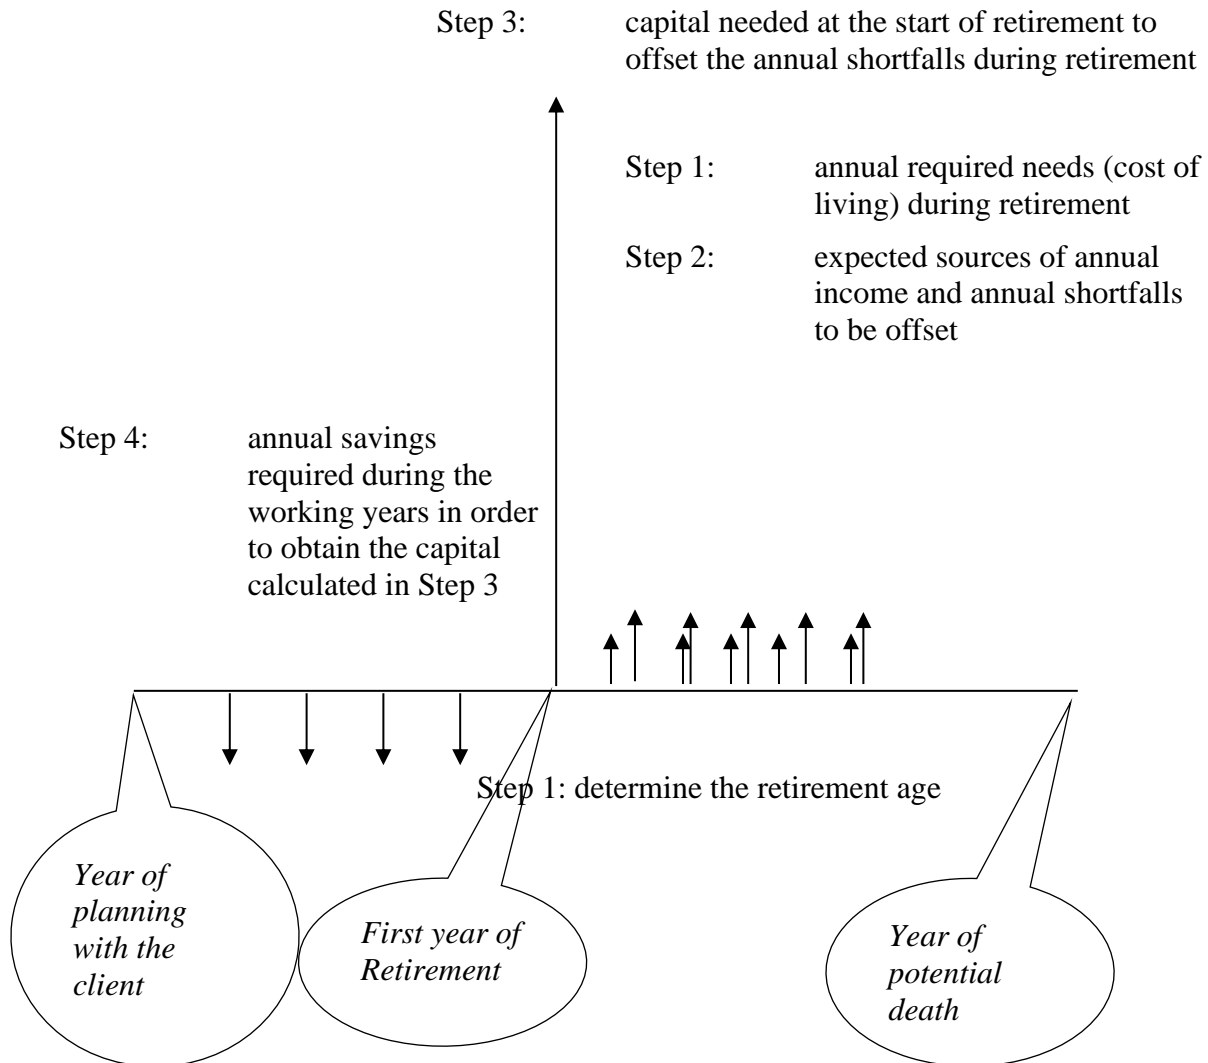 Step 3: capital needed at the start of retirement to
offset the annual shortfalls during retirement
Step 1: annual required needs (cost of
living) during retirement
Step 2: expected sources of annual
income and annual shortfalls
to be offset
Step 4: annual savings
required during the
working years in order
to obtain the capital
calculated in Step 3
Step 1: determine the retirement age
Year of
planning
with the
client
First year of
Retirement
Year of
potential
death